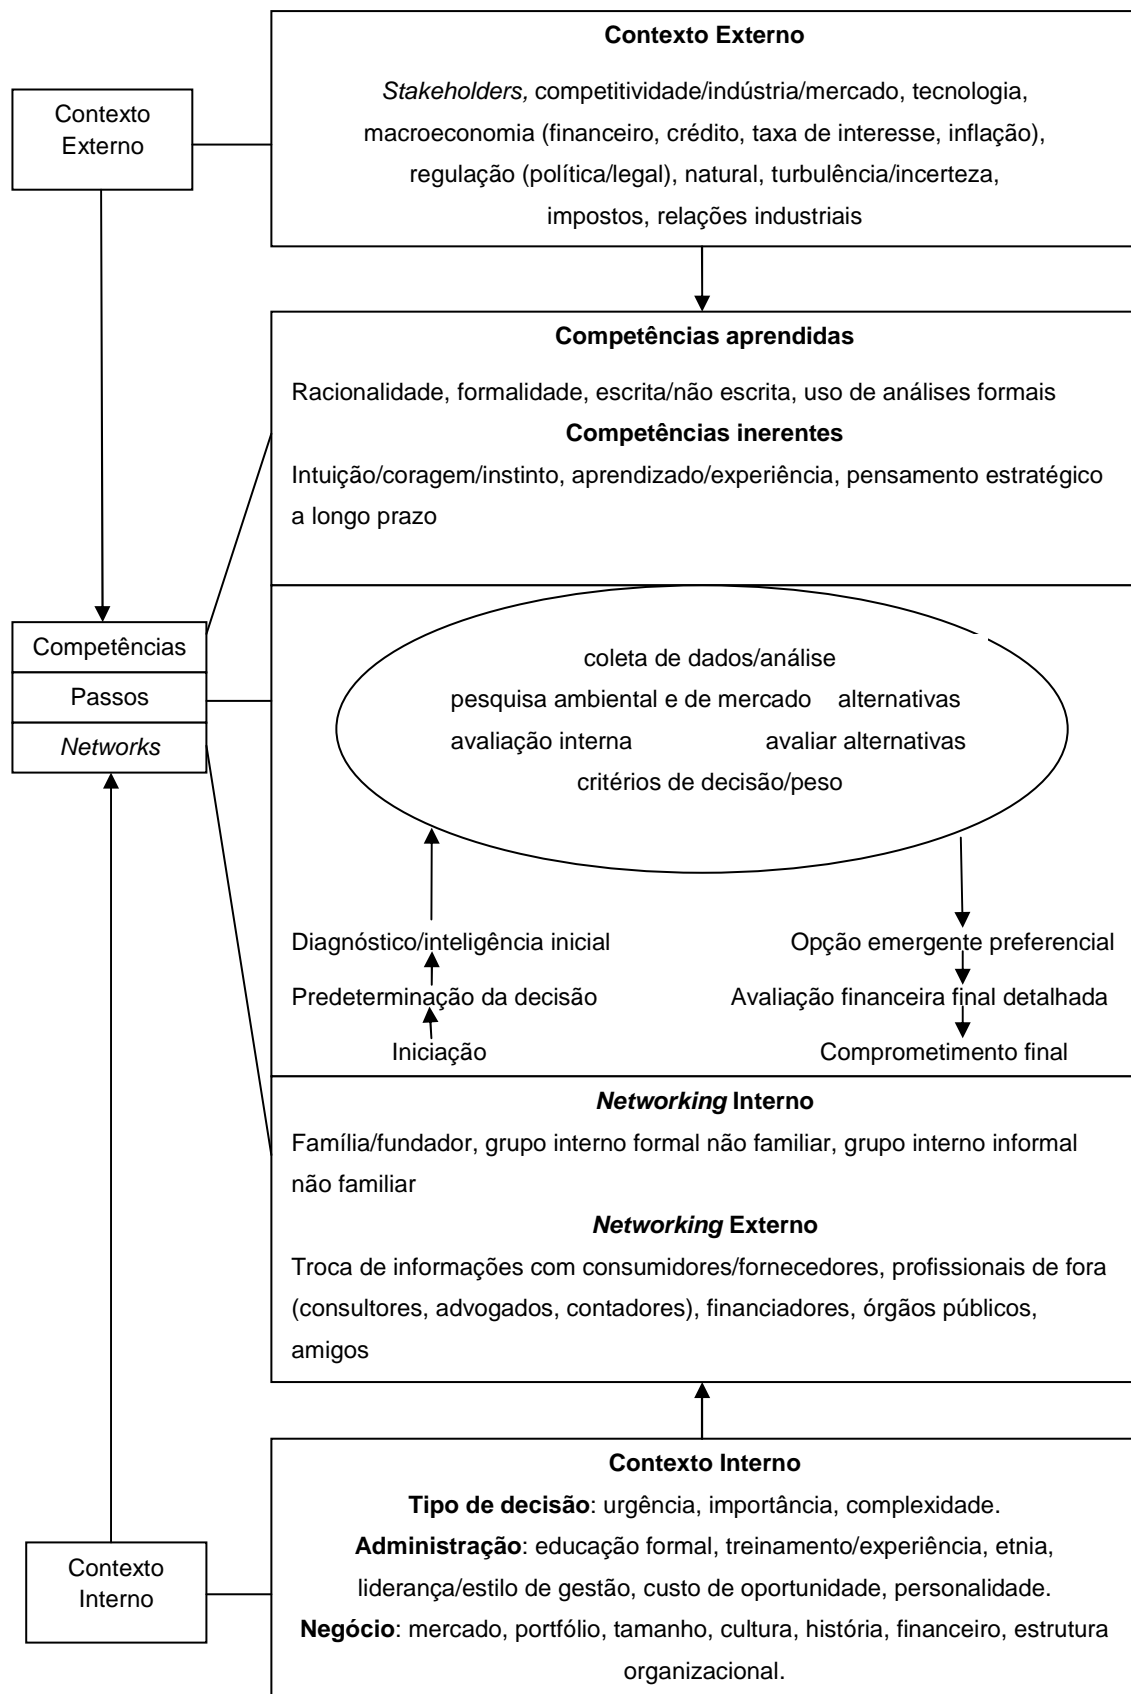 Contexto Externo
Stakeholders, competitividade/indústria/mercado, tecnologia,
macroeconomia (financeiro, crédito, taxa de interesse, inflação),
regulação (política/legal), natural, turbulência/incerteza,
impostos, relações industriais
Contexto
Externo
Competências aprendidas
Racionalidade, formalidade, escrita/não escrita, uso de análises formais
Competências inerentes
Intuição/coragem/instinto, aprendizado/experiência, pensamento estratégico
a longo prazo
Competências
Passos
Networks
coleta de dados/análise
pesquisa ambiental e de mercado alternativas
avaliação interna avaliar alternativas
critérios de decisão/peso
Diagnóstico/inteligência inicial
Predeterminação da decisão
Iniciação
Opção emergente preferencial
Avaliação financeira final detalhada
Comprometimento final
Networking Interno
Família/fundador, grupo interno formal não familiar, grupo interno informal
não familiar
Networking Externo
Troca de informações com consumidores/fornecedores, profissionais de fora
(consultores, advogados, contadores), financiadores, órgãos públicos,
amigos
Contexto
Interno
Contexto Interno
Tipo de decisão: urgência, importância, complexidade.
Administração: educação formal, treinamento/experiência, etnia,
liderança/estilo de gestão, custo de oportunidade, personalidade.
Negócio: mercado, portfólio, tamanho, cultura, história, financeiro, estrutura
organizacional.